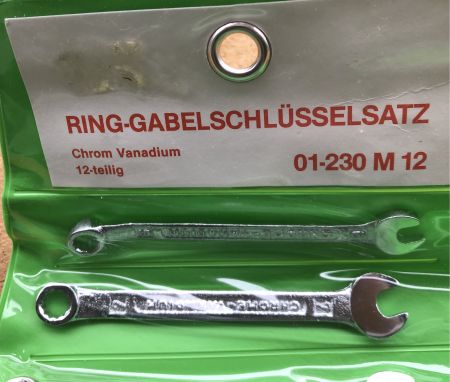 RING-GABELSCHLÜSSELSATZ
Chrom Vanadium
12-teilig
01-230 M 12